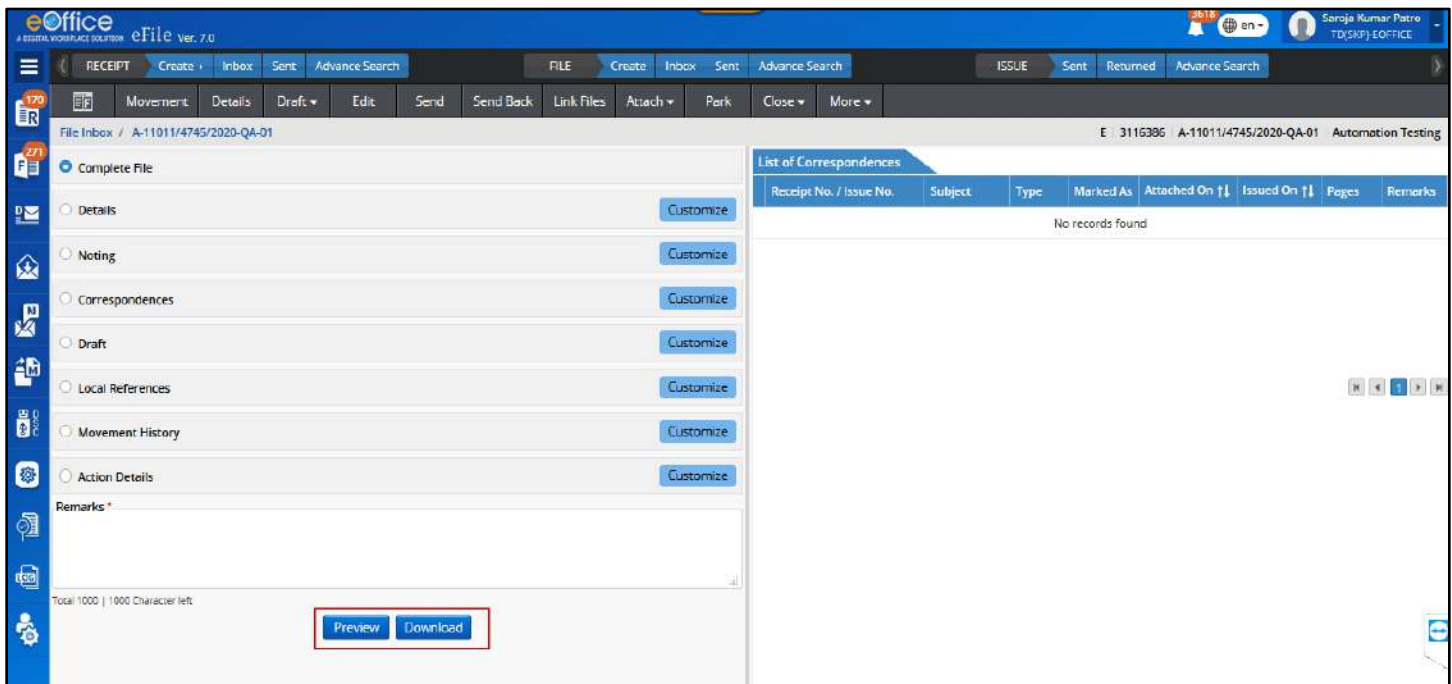 eOffice
A DIGITAL WORKPLACE SOLUTION eFile Ver. 7.0
3618 en Saroja Kumar Patro
TD(SKP)-EOFFICE
RECEIPT Create Inbox Sent Advance Search FILE Create Inbox Sent Advance Search ISSUE Sent Returned Advance Search
170 R
Movement Details Draft Edit Send Send Back Link Files Attach Park Close More
File Inbox / A-11011/4745/2020-QA-01 E 3116386 A-11011/4745/2020-QA-01 Automation Testing
271 F
Complete File
List of Correspondences
Receipt No. / Issue No. Subject Type Marked As Attached On Issued On Pages Remarks
D
Details Customize
No records found
Noting Customize
N
Correspondences Customize
Draft Customize
M
Local References Customize
1
DSC
Movement History Customize
Action Details Customize
Remarks *
Total 1000 | 1000 Character left
Preview Download